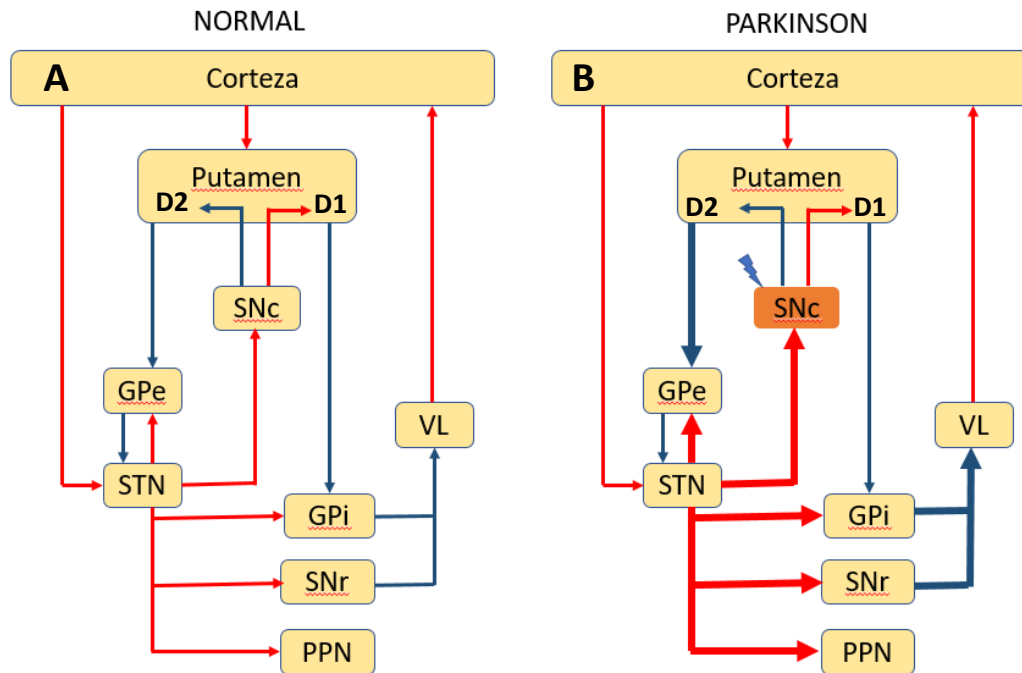 NORMAL
A
Corteza
Putamen
D2
D1
SNc
GPe
VL
STN
GPi
SNr
PPN
PARKINSON
B
Corteza
Putamen
D2
D1
SNc
GPe
VL
STN
GPi
SNr
PPN